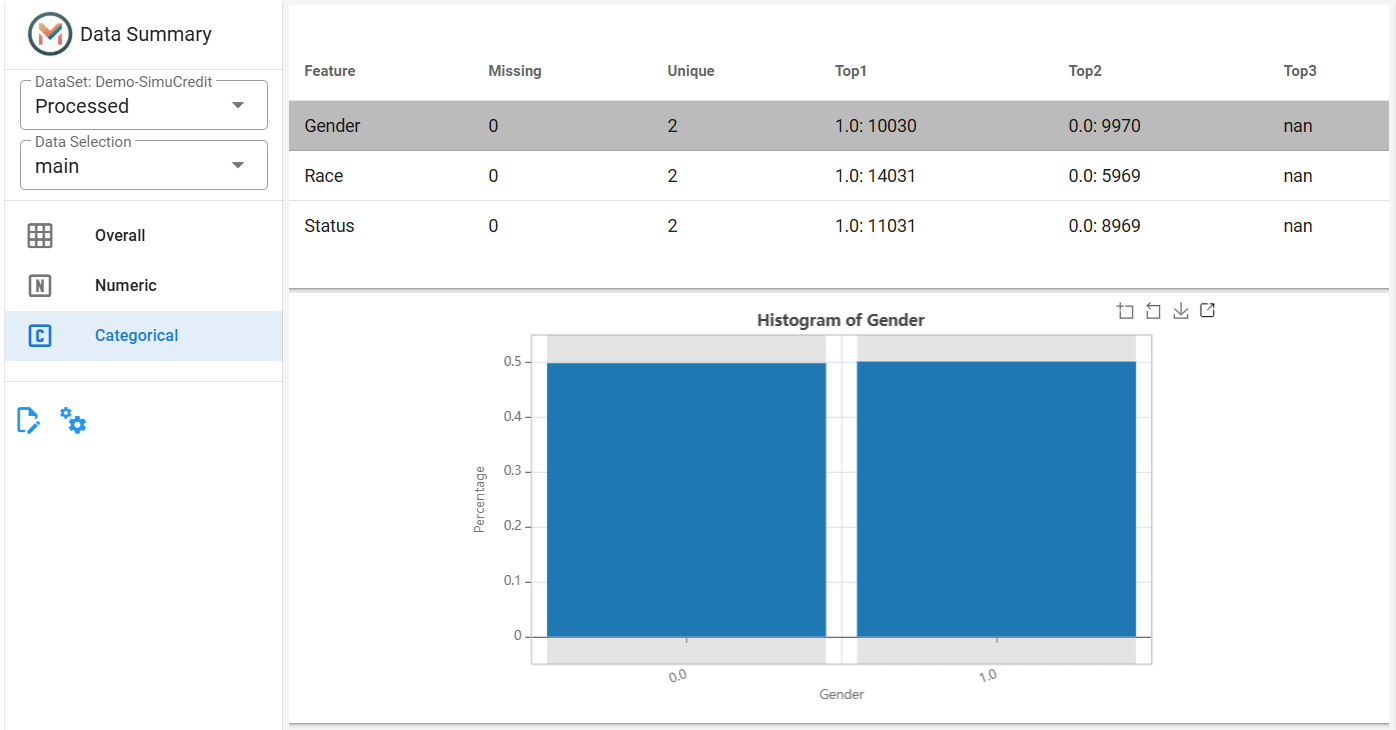 Data Summary
DataSet: Demo-SimuCredit
Processed
Data Selection
main
Overall
N
Numeric
C
Categorical
Feature Missing Unique Top1 Top2 Top3
Gender 0 2 1.0: 10030 0.0: 9970 nan
Race 0 2 1.0: 14031 0.0: 5969 nan
Status 0 2 1.0: 11031 0.0: 8969 nan
Histogram of Gender
Percentage
0.5
0.4
0.3
0.2
0.1
0
0.0 1.0
Gender